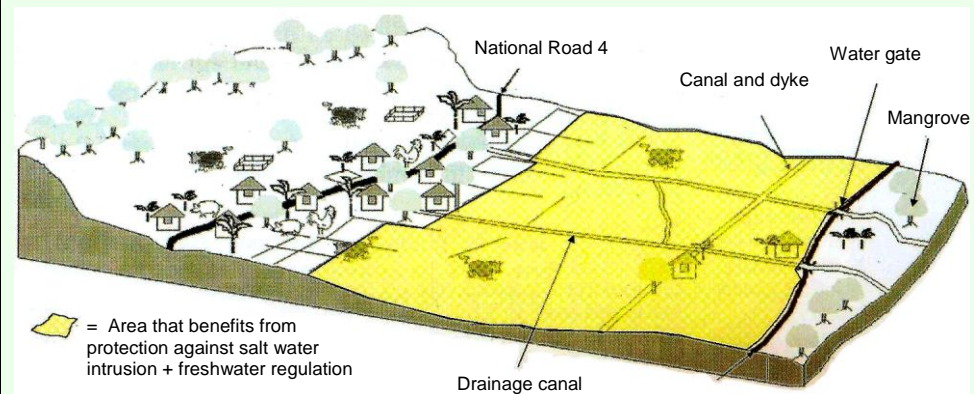 National Road 4
Water gate
Canal and dyke
Mangrove
= Area that benefits from
protection against salt water
intrusion + freshwater regulation
Drainage canal